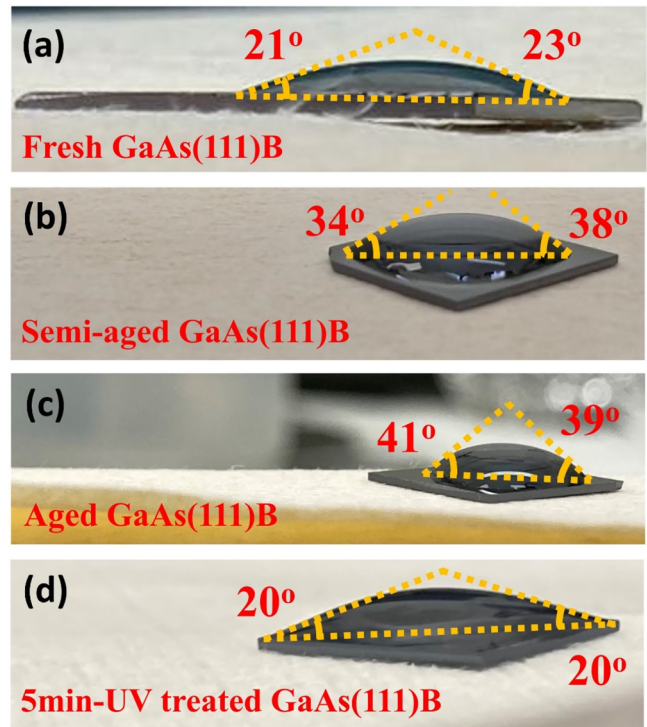 (a)
21° 23°
Fresh GaAs(111)B
(b)
34° 38°
Semi-aged GaAs(111)B
(c)
41° 39°
Aged GaAs(111)B
(d)
20°
20°
5min-UV treated GaAs(111)B